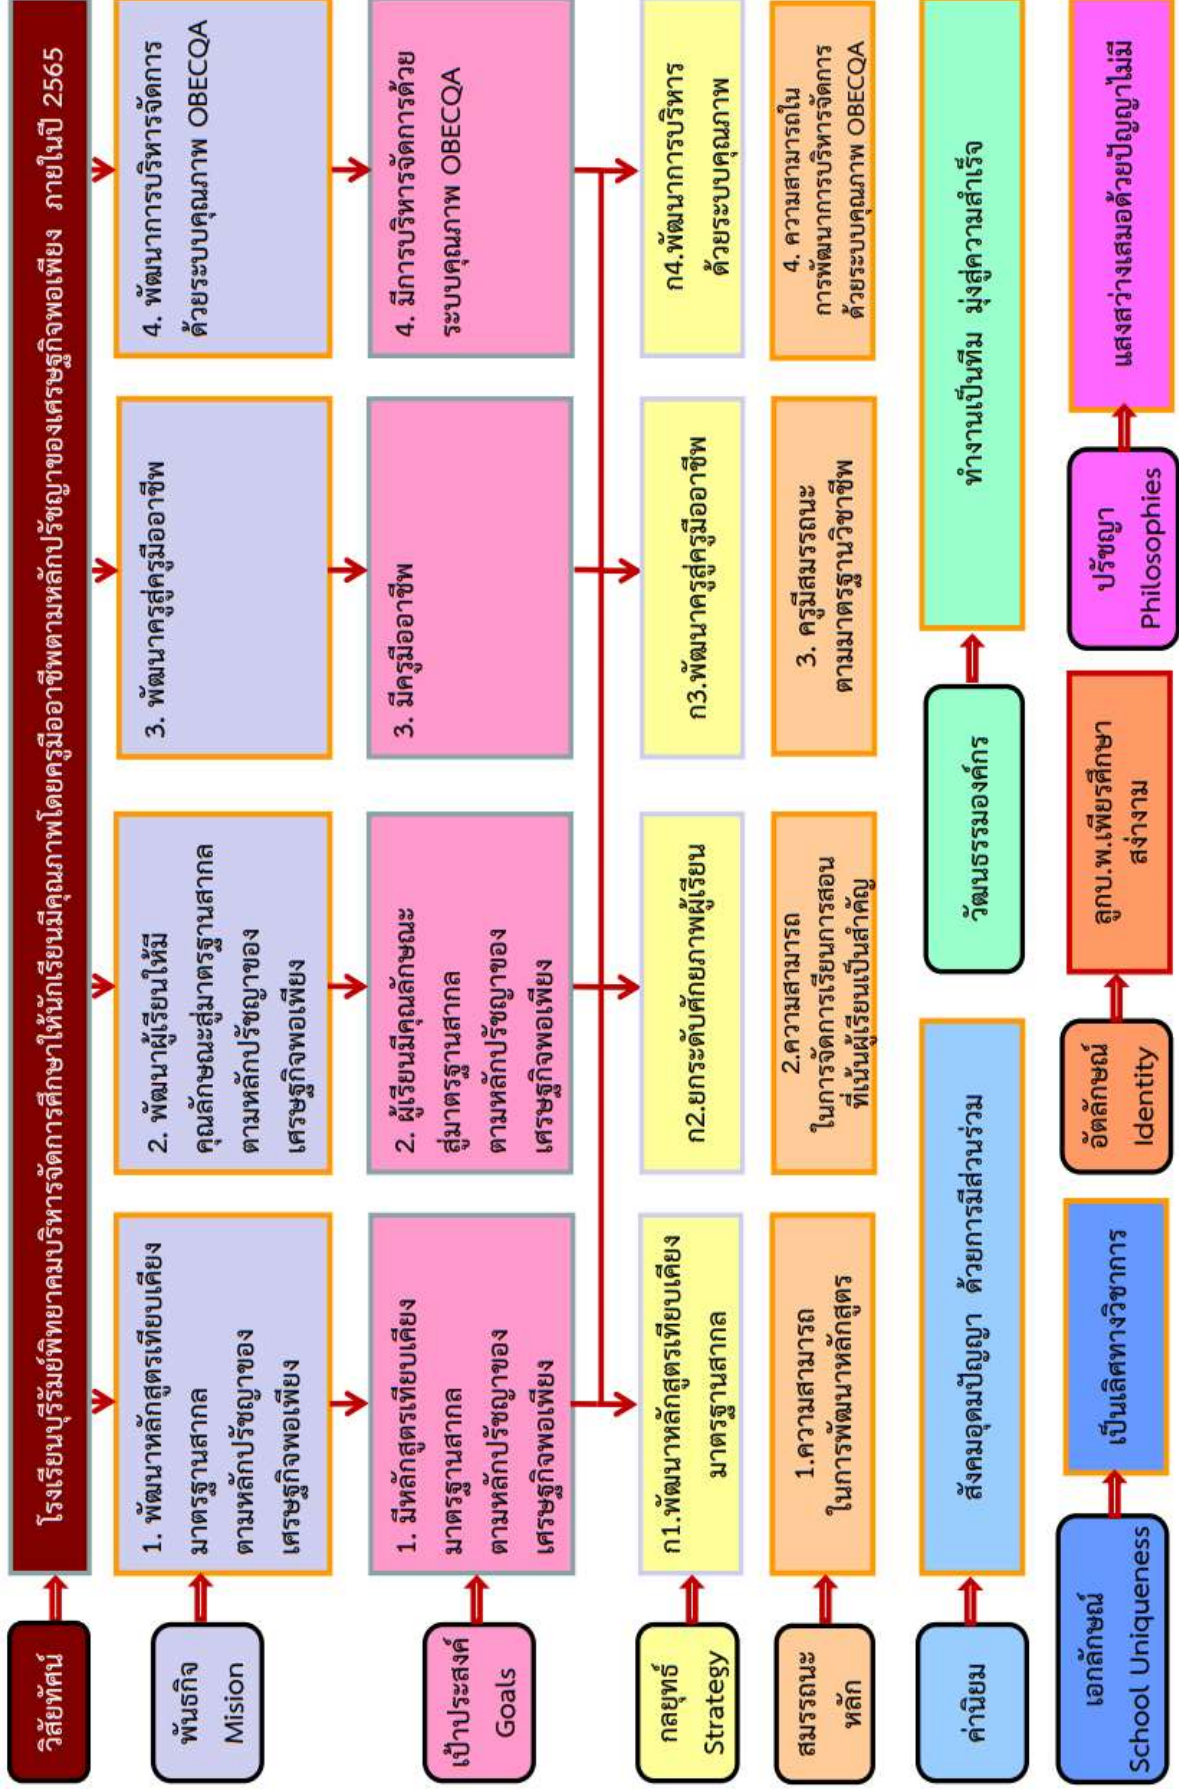 วิสัยทัศน์
โรงเรียนบุรีรัมย์พิทยาคมบริหารจัดการศึกษาให้นักเรียนมีคุณภาพโดยครูมืออาชีพตามหลักปรัชญาของเศรษฐกิจพอเพียง ภายในปี 2565
พันธกิจ
Mision
1. พัฒนาหลักสูตรเทียบเคียง
มาตรฐานสากล
ตามหลักปรัชญาของ
เศรษฐกิจพอเพียง
2. พัฒนาผู้เรียนให้มี
คุณลักษณะสู่มาตรฐานสากล
ตามหลักปรัชญาของ
เศรษฐกิจพอเพียง
3. พัฒนาครูสู่ครูมืออาชีพ
4. พัฒนาการบริหารจัดการ
ด้วยระบบคุณภาพ OBECQA
เป้าประสงค์
Goals
1. มีหลักสูตรเทียบเคียง
มาตรฐานสากล
ตามหลักปรัชญาของ
เศรษฐกิจพอเพียง
2. ผู้เรียนมีคุณลักษณะ
สู่มาตรฐานสากล
ตามหลักปรัชญาของ
เศรษฐกิจพอเพียง
3. มีครูมืออาชีพ
4. มีการบริหารจัดการด้วย
ระบบคุณภาพ OBECQA
กลยุทธ์
Strategy
ก1.พัฒนาหลักสูตรเทียบเคียง
มาตรฐานสากล
ก2.ยกระดับศักยภาพผู้เรียน
ก3.พัฒนาครูสู่ครูมืออาชีพ
ก4.พัฒนาการบริหาร
ด้วยระบบคุณภาพ
สมรรถนะ
หลัก
1.ความสามารถ
ในการพัฒนาหลักสูตร
2.ความสามารถ
ในการจัดการเรียนการสอน
ที่เน้นผู้เรียนเป็นสำคัญ
3. ครูมีสมรรถนะ
ตามมาตรฐานวิชาชีพ
4. ความสามารถใน
การพัฒนาการบริหารจัดการ
ด้วยระบบคุณภาพ OBECQA
ค่านิยม
สังคมอุดมปัญญา ด้วยการมีส่วนร่วม
วัฒนธรรมองค์กร
ทำงานเป็นทีม มุ่งสู่ความสำเร็จ
เอกลักษณ์
School Uniqueness
เป็นเลิศทางวิชาการ
อัตลักษณ์
Identity
ลูกบ.พ.เพียรศึกษา
สง่างาม
ปรัชญา
Philosophies
แสงสว่างเสมอด้วยปัญญาไม่มี